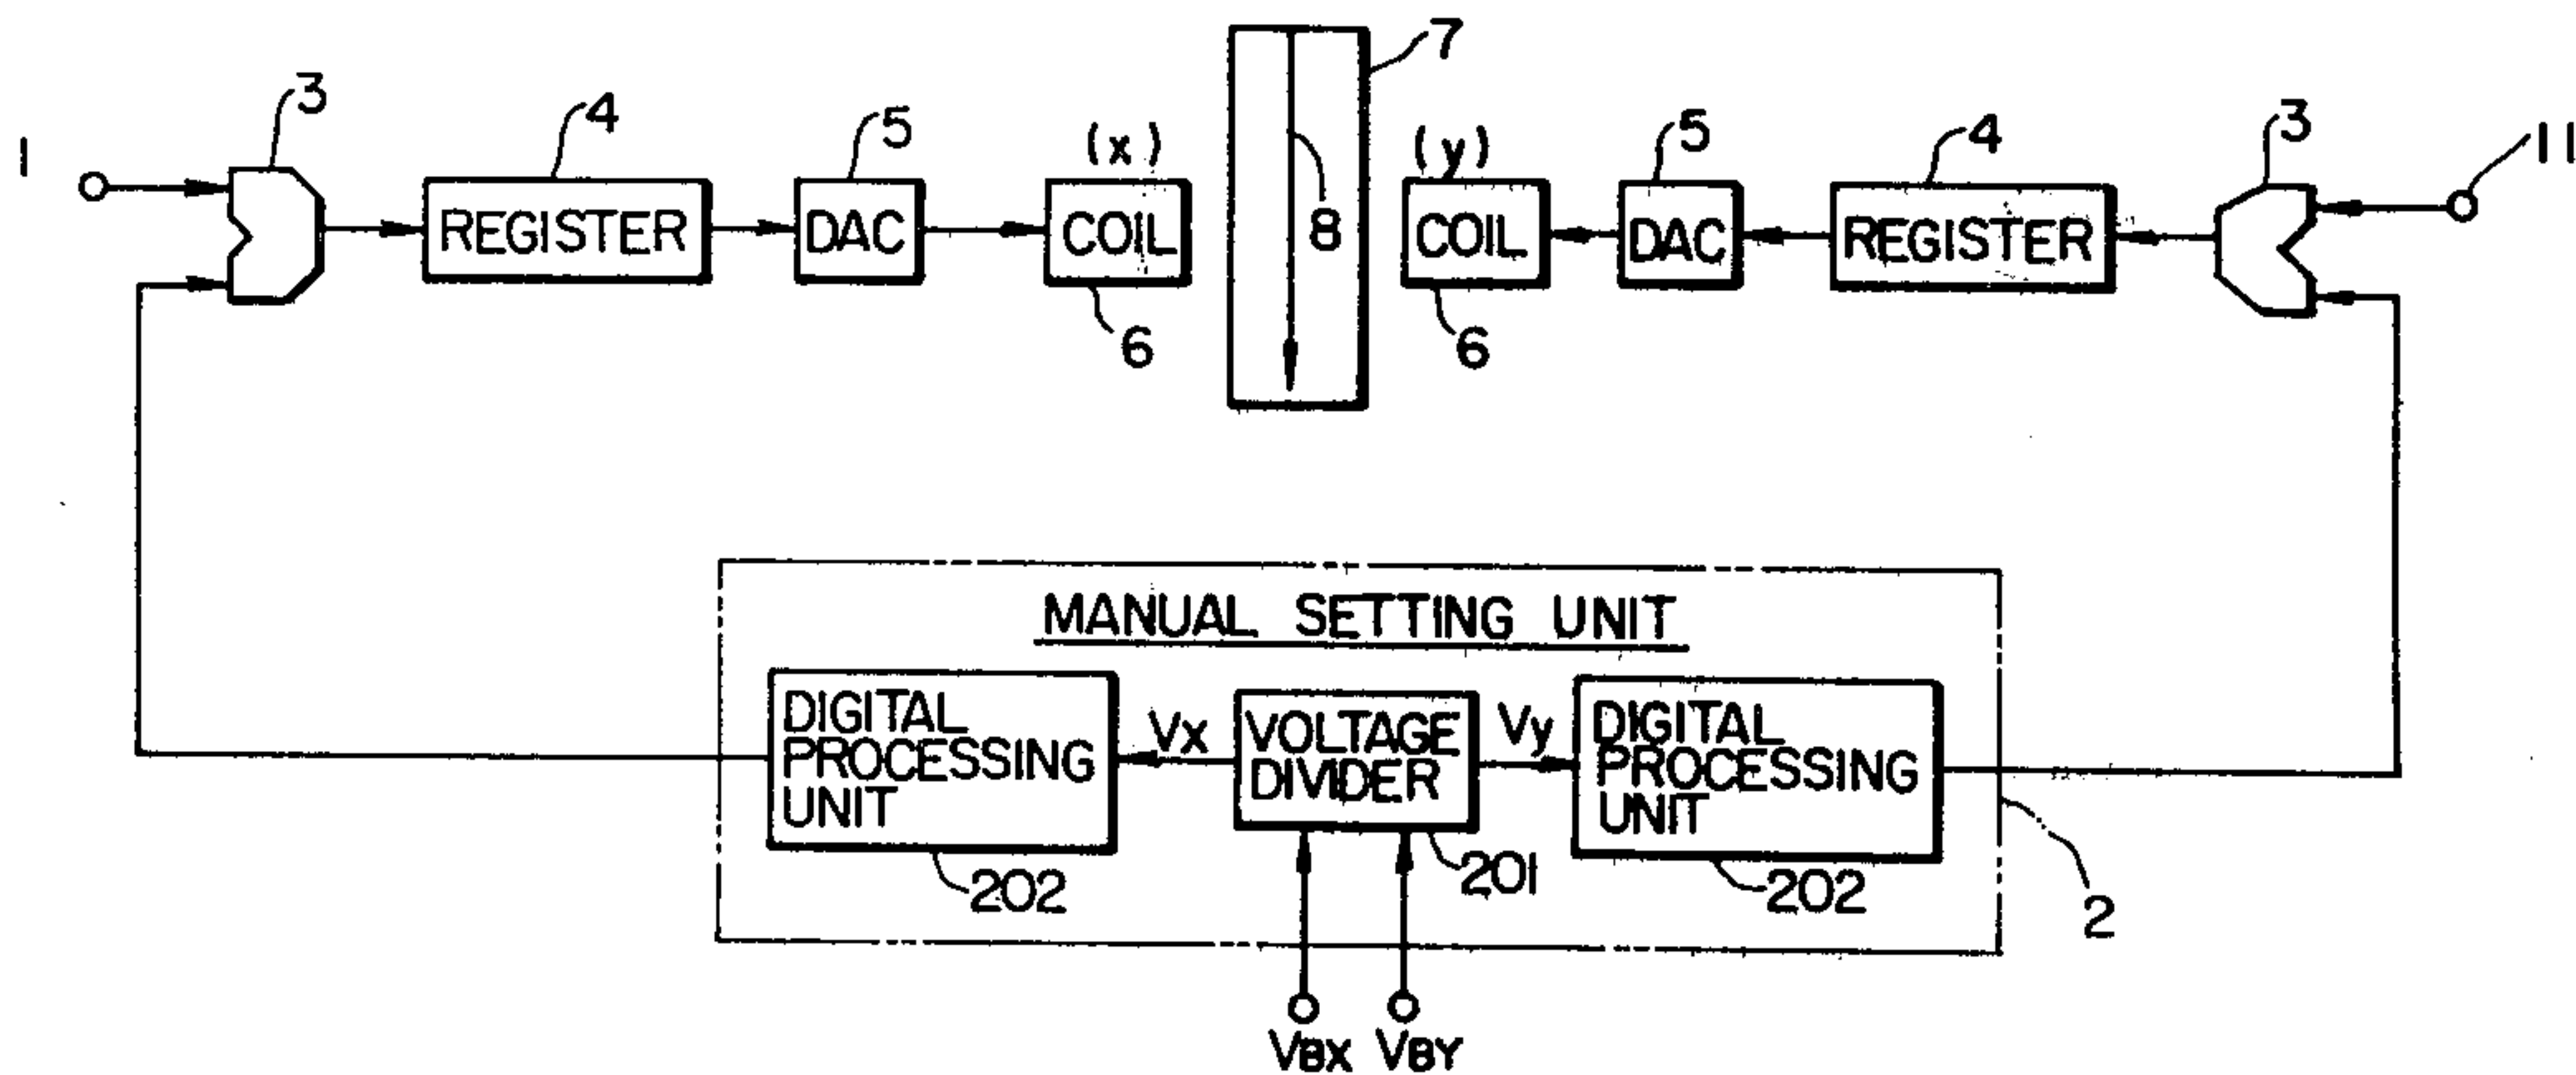 1
3
4
5
(x)
7
(y)
5
4
3
11
REGISTER
DAC
COIL
8
COIL
DAC
REGISTER
6
6
MANUAL SETTING UNIT
DIGITAL
PROCESSING
UNIT
Vx
VOLTAGE
DIVIDER
Vy
DIGITAL
PROCESSING
UNIT
202
201
202
2
VBX
VBY